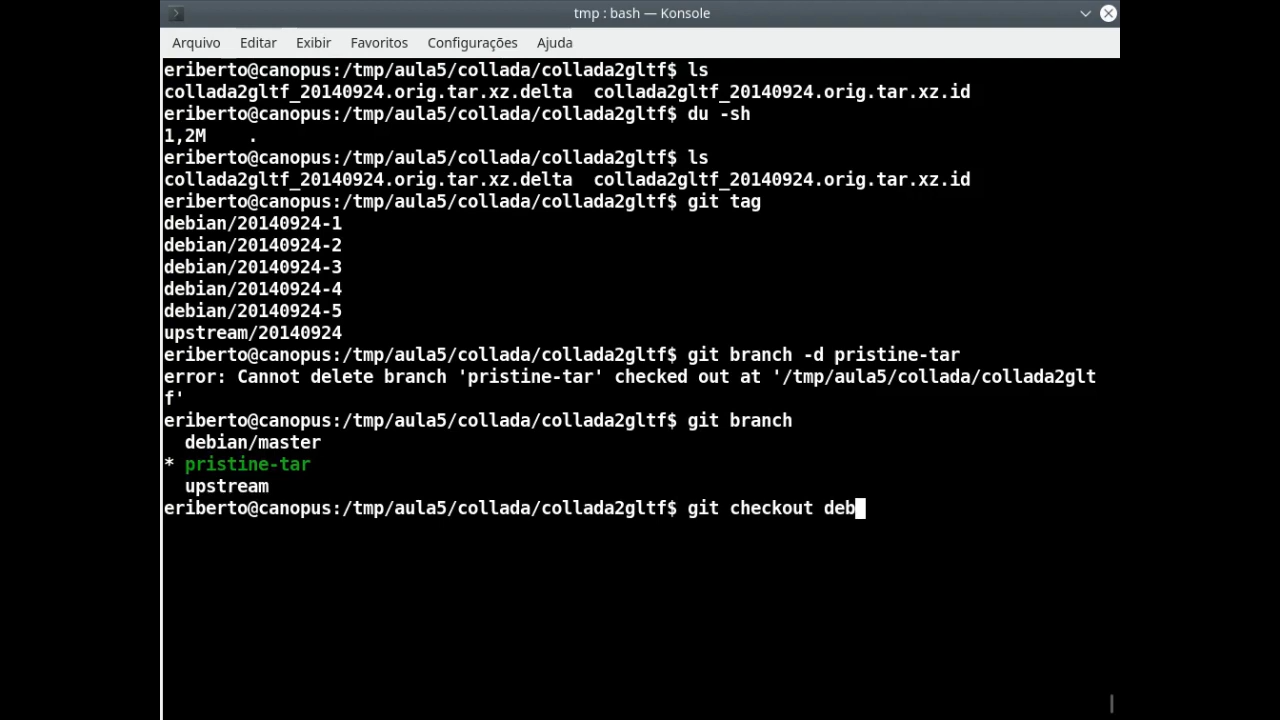 tmp : bash — Konsole
Arquivo Editar Exibir Favoritos Configurações Ajuda
eriberto@canopus:/tmp/aula5/collada/collada2gltf$ ls
collada2gltf_20140924.orig.tar.xz.delta  collada2gltf_20140924.orig.tar.xz.id
eriberto@canopus:/tmp/aula5/collada/collada2gltf$ du -sh
1,2M    .
eriberto@canopus:/tmp/aula5/collada/collada2gltf$ ls
collada2gltf_20140924.orig.tar.xz.delta  collada2gltf_20140924.orig.tar.xz.id
eriberto@canopus:/tmp/aula5/collada/collada2gltf$ git tag
debian/20140924-1
debian/20140924-2
debian/20140924-3
debian/20140924-4
debian/20140924-5
upstream/20140924
eriberto@canopus:/tmp/aula5/collada/collada2gltf$ git branch -d pristine-tar
error: Cannot delete branch 'pristine-tar' checked out at '/tmp/aula5/collada/collada2glt
f'
eriberto@canopus:/tmp/aula5/collada/collada2gltf$ git branch
  debian/master
* pristine-tar
  upstream
eriberto@canopus:/tmp/aula5/collada/collada2gltf$ git checkout deb